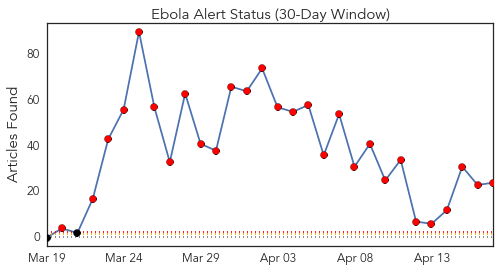 Ebola Alert Status (30-Day Window)
Articles Found
80
60
40
20
0
Mar 19 Mar 24 Mar 29 Apr 03 Apr 08 Apr 13